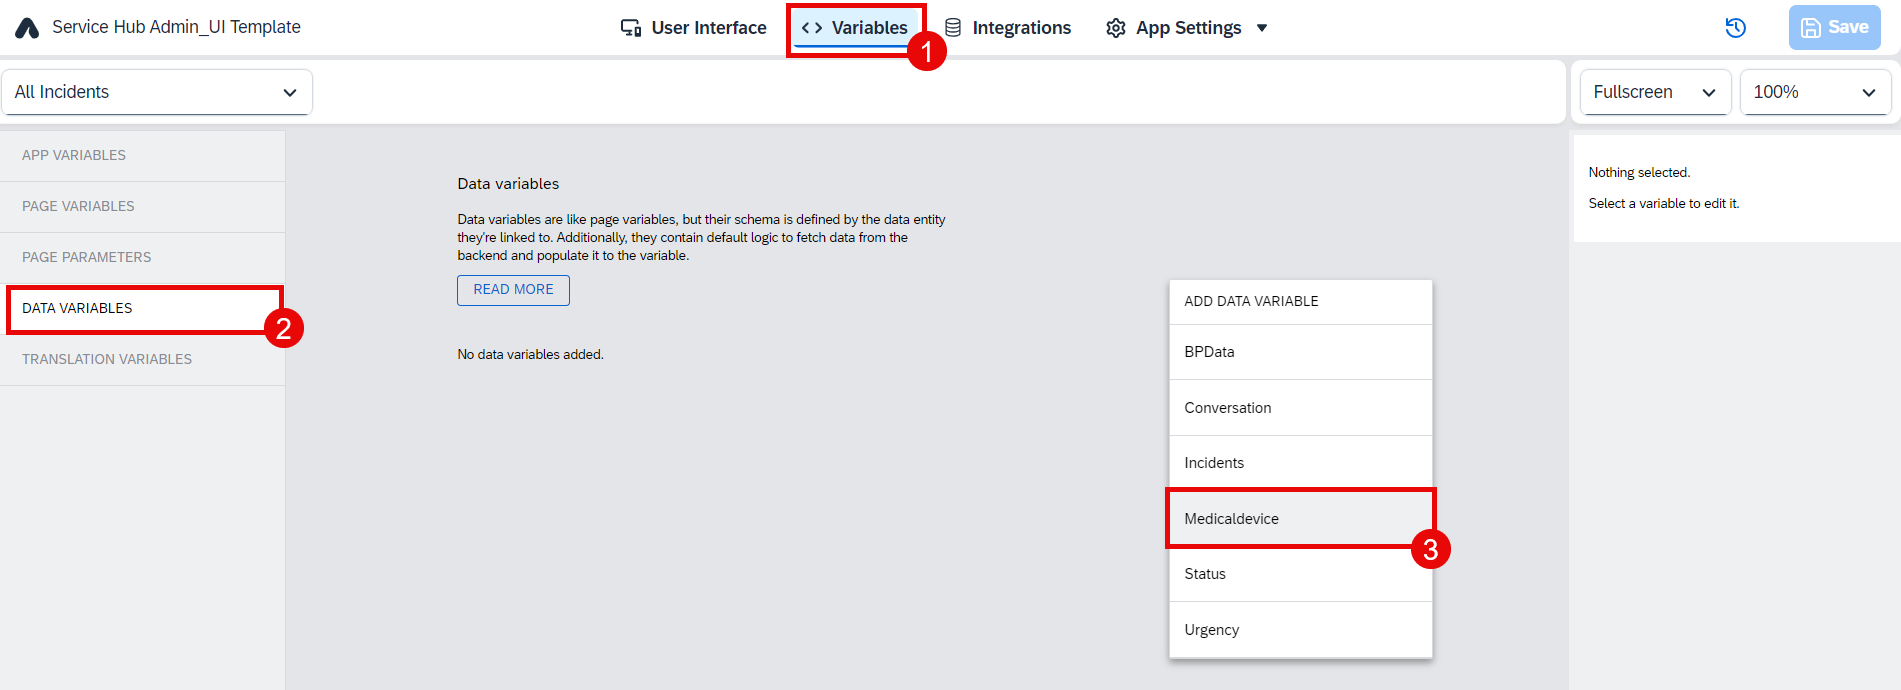 Service Hub Admin_UI Template
User Interface
Variables
Integrations
App Settings
Save
1
All Incidents
Fullscreen
100%
APP VARIABLES
PAGE VARIABLES
PAGE PARAMETERS
DATA VARIABLES
2
TRANSLATION VARIABLES
Data variables
Data variables are like page variables, but their schema is defined by the data entity
they're linked to. Additionally, they contain default logic to fetch data from the
backend and populate it to the variable.
READ MORE
No data variables added.
ADD DATA VARIABLE
BPData
Conversation
Incidents
Medicaldevice
3
Status
Urgency
Nothing selected.
Select a variable to edit it.